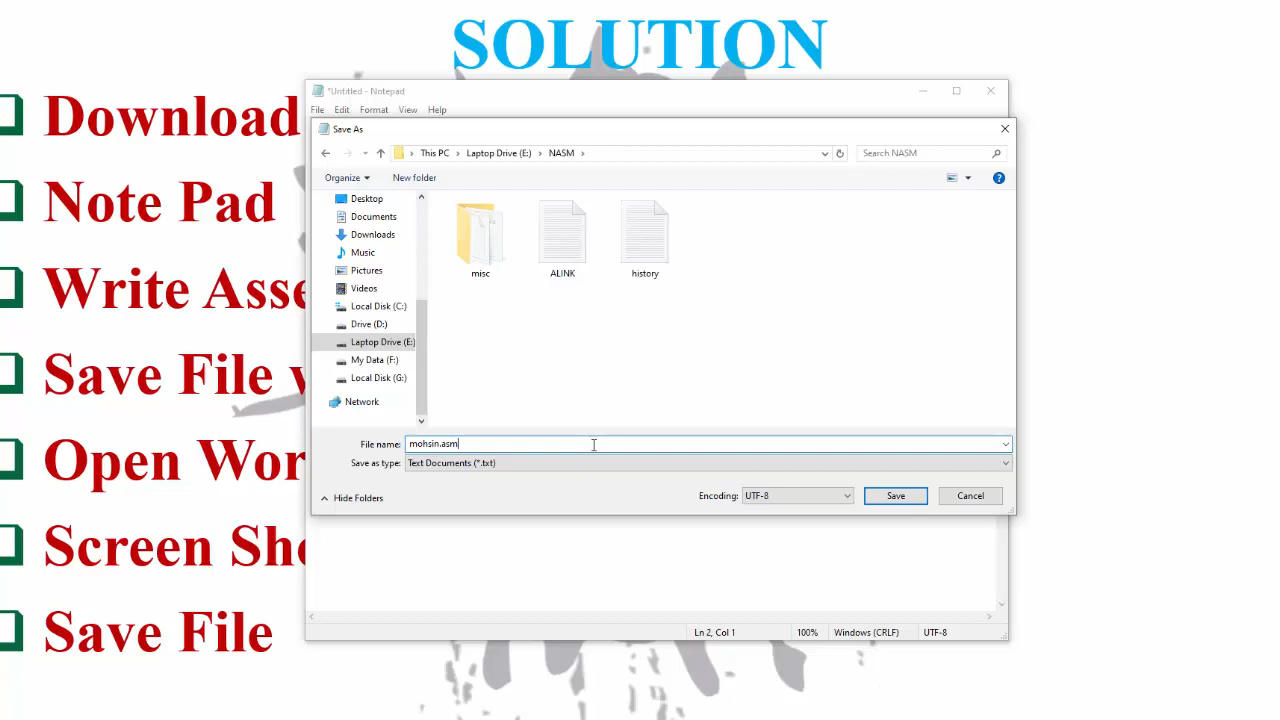 SOLUTION
Download
Note Pad
Write Asse
Save File
Open Wor
Screen Sho
Save File
*Untitled - Notepad
File Edit Format View Help
Save As
This PC > Laptop Drive (E:) > NASM >
Search NASM
Organize
New folder
Desktop
Documents
Downloads
Music
Pictures
Videos
Local Disk (C:)
Drive (D:)
Laptop Drive (E:)
My Data (F:)
Local Disk (G:)
Network
misc
ALINK
history
File name: mohsin.asm
Save as type: Text Documents (*.txt)
Hide Folders
Encoding: UTF-8
Save
Cancel
Ln 2, Col 1
100%
Windows (CRLF)
UTF-8